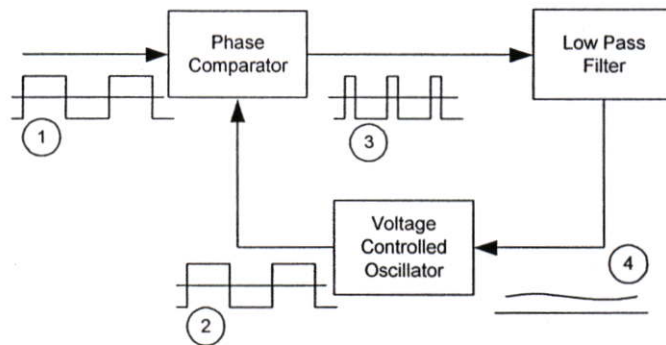 Phase
Comparator
Low Pass
Filter
1
3
Voltage
Controlled
Oscillator
4
2